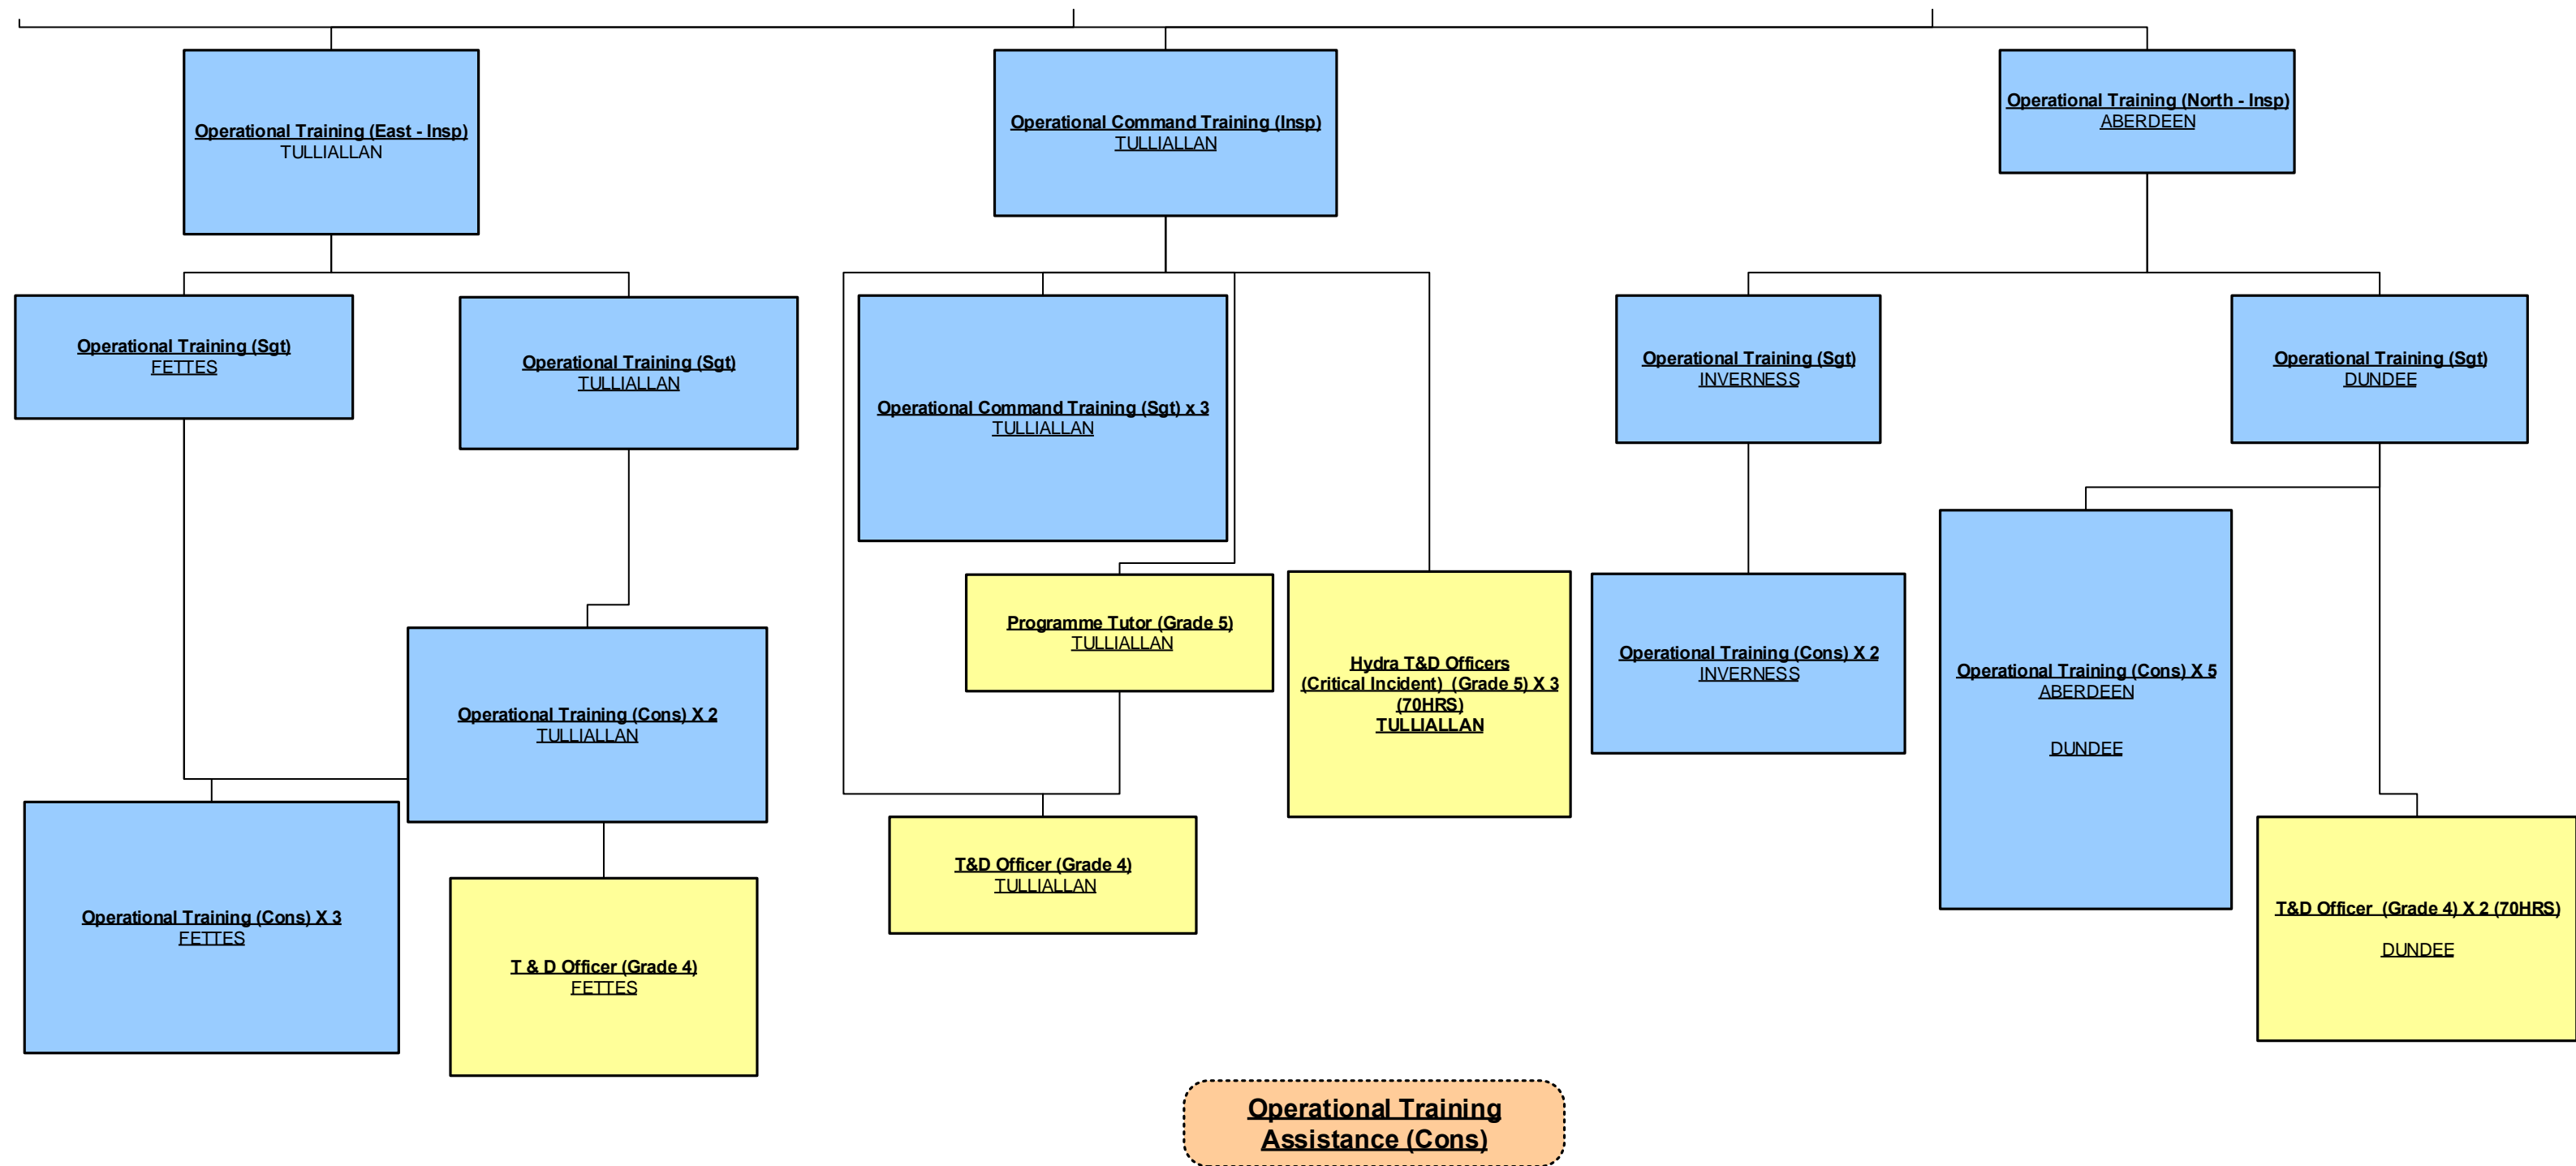 Operational Training (East - Insp)
TULLIALLAN
Operational Command Training (Insp)
TULLIALLAN
Operational Training (North - Insp)
ABERDEEN
Operational Training (Sgt)
FETTES
Operational Training (Sgt)
TULLIALLAN
Operational Command Training (Sgt) x 3
TULLIALLAN
Operational Training (Sgt)
INVERNESS
Operational Training (Sgt)
DUNDEE
Programme Tutor (Grade 5)
TULLIALLAN
Hydra T&D Officers
(Critical Incident) (Grade 5) X 3
(70HRS)
TULLIALLAN
Operational Training (Cons) X 2
INVERNESS
Operational Training (Cons) X 5
ABERDEEN
DUNDEE
Operational Training (Cons) X 2
TULLIALLAN
Operational Training (Cons) X 3
FETTES
T & D Officer (Grade 4)
FETTES
T&D Officer (Grade 4)
TULLIALLAN
T&D Officer (Grade 4) X 2 (70HRS)
DUNDEE
Operational Training
Assistance (Cons)